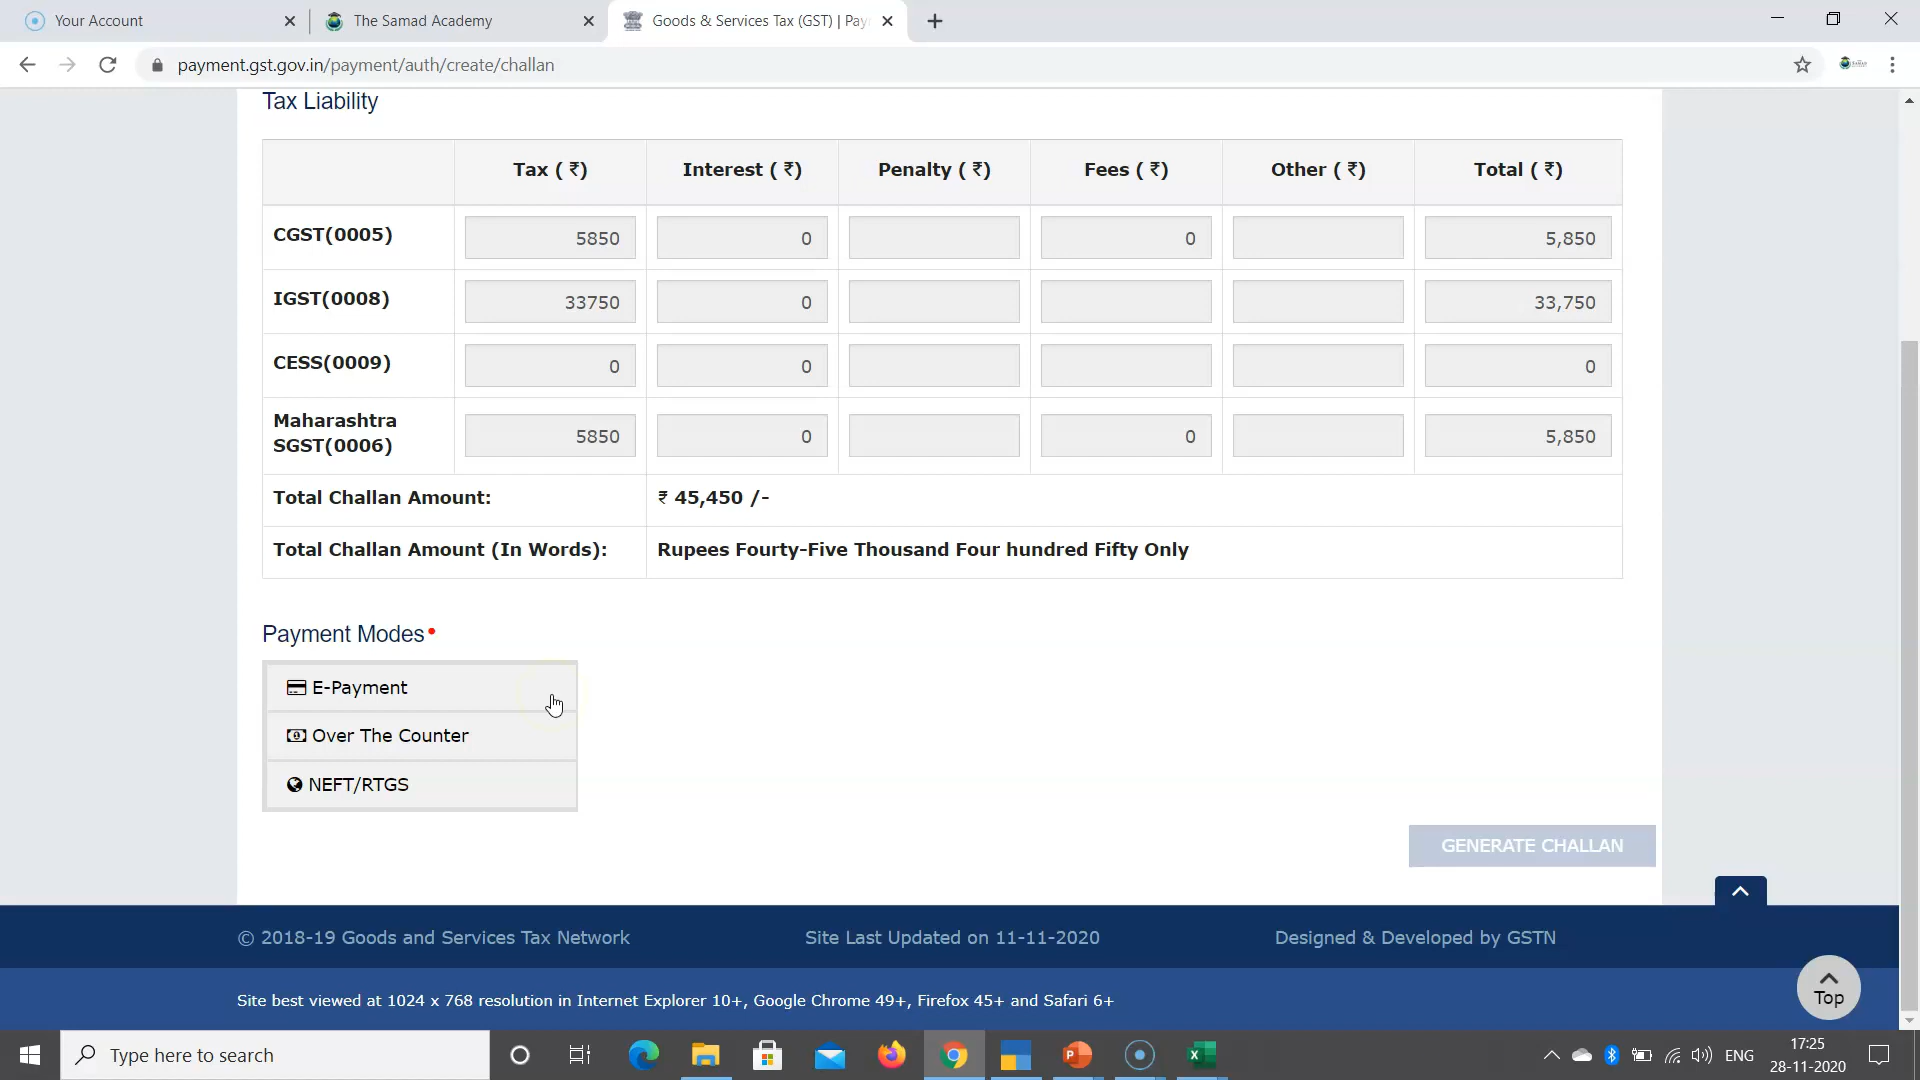 Your Account
The Samad Academy
Goods & Services Tax (GST) | Pay
payment.gst.gov.in/payment/auth/create/challan
Tax Liability
Tax ( ₹) Interest ( ₹) Penalty ( ₹) Fees ( ₹) Other ( ₹) Total ( ₹)
CGST(0005) 5850 0 0 5,850
IGST(0008) 33750 0 33,750
CESS(0009) 0 0 0
Maharashtra
SGST(0006) 5850 0 0 5,850
Total Challan Amount: ₹ 45,450 /-
Total Challan Amount (In Words): Rupees Fourty-Five Thousand Four hundred Fifty Only
Payment Modes•
E-Payment
Over The Counter
NEFT/RTGS
GENERATE CHALLAN
© 2018-19 Goods and Services Tax Network Site Last Updated on 11-11-2020 Designed & Developed by GSTN
Site best viewed at 1024 x 768 resolution in Internet Explorer 10+, Google Chrome 49+, Firefox 45+ and Safari 6+
Top
Type here to search
ENG
17:25
28-11-2020